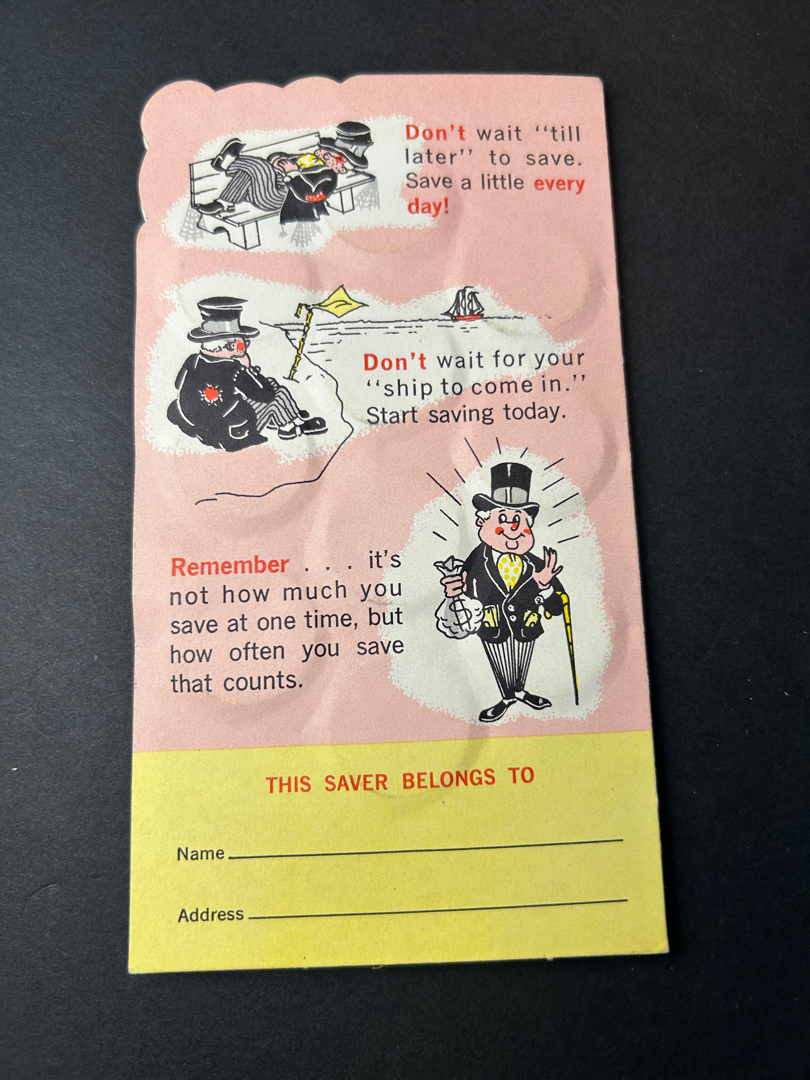 Don't wait “till
later” to save.
Save a little every
day!
Don't wait for your
“ship to come in.”
Start saving today.
Remember . . . it's
not how much you
save at one time, but
how often you save
that counts.
$
THIS SAVER BELONGS TO
Name
Address